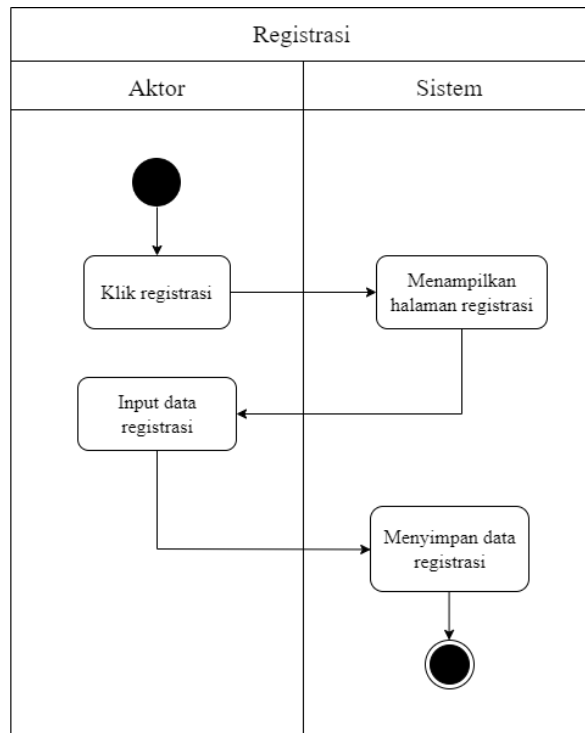 Registrasi
Aktor
Sistem
Klik registrasi
Menampilkan
halaman registrasi
Input data
registrasi
Menyimpan data
registrasi